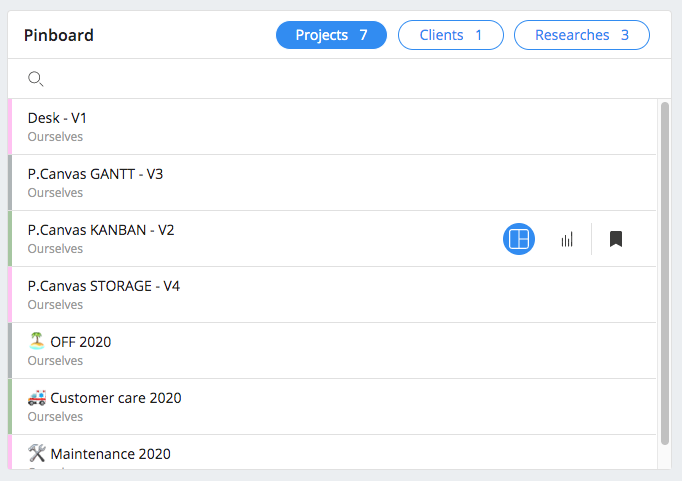 Pinboard
Projects 7
Clients 1
Researches 3
Desk - V1
Ourselves
P.Canvas GANTT - V3
Ourselves
P.Canvas KANBAN - V2
Ourselves
P.Canvas STORAGE - V4
Ourselves
OFF 2020
Ourselves
Customer care 2020
Ourselves
Maintenance 2020